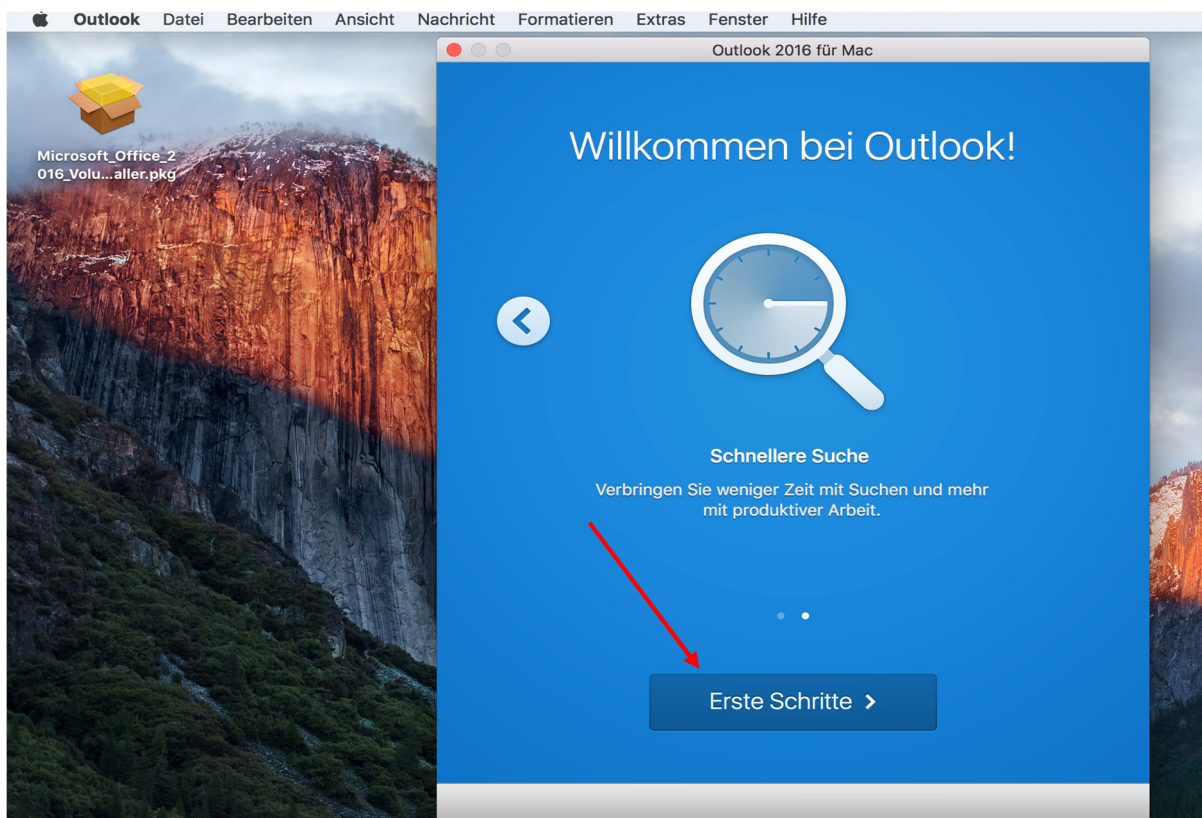 Outlook Datei Bearbeiten Ansicht Nachricht Formatieren Extras Fenster Hilfe
Outlook 2016 für Mac
Microsoft_Office_2
016_Volu...aller.pkg
Willkommen bei Outlook!
Schnellere Suche
Verbringen Sie weniger Zeit mit Suchen und mehr
mit produktiver Arbeit.
Erste Schritte